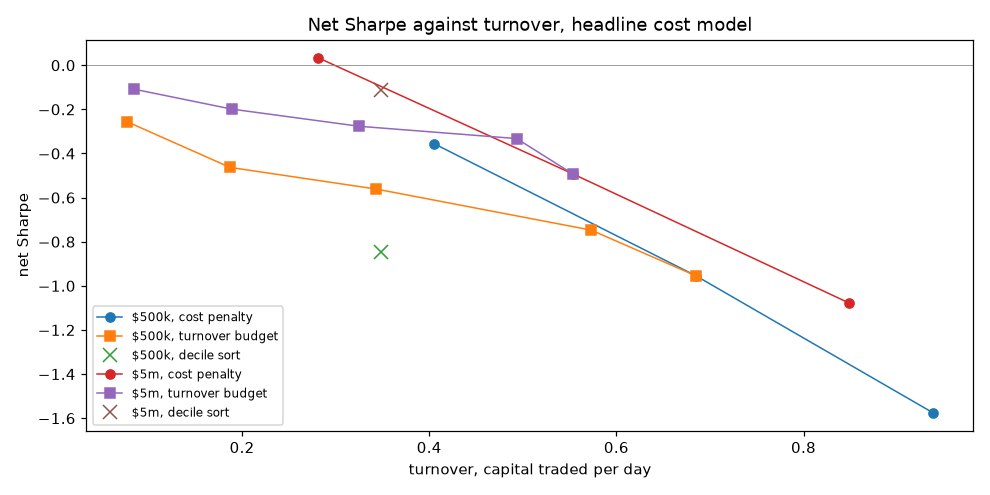 Net Sharpe against turnover, headline cost model
net Sharpe
0.0
−0.2
−0.4
−0.6
−0.8
−1.0
−1.2
−1.4
−1.6
$500k, cost penalty
$500k, turnover budget
$500k, decile sort
$5m, cost penalty
$5m, turnover budget
$5m, decile sort
0.2 0.4 0.6 0.8
turnover, capital traded per day